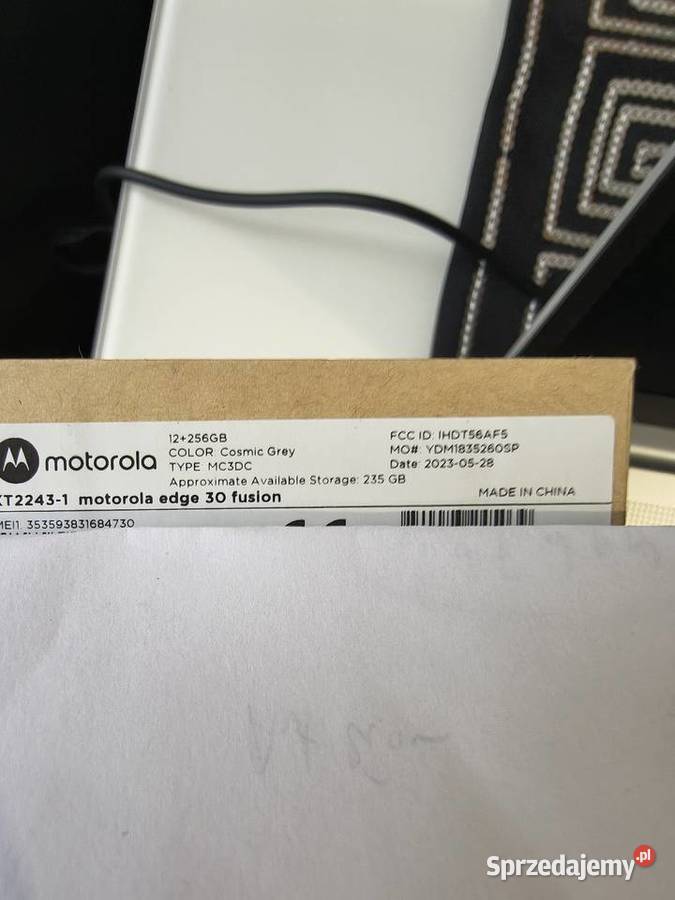 12+256GB
COLOR Cosmic Grey
TYPE MC3DC
Approximate Available Storage: 235 GB
FCC ID: IHDT56AF5
MO#: YDM1835260SP
Date: 2023-05-28
motorola
XT2243-1 motorola edge 30 fusion
MADE IN CHINA
IMEI1 353593831684730
Sprzedajemy.pl